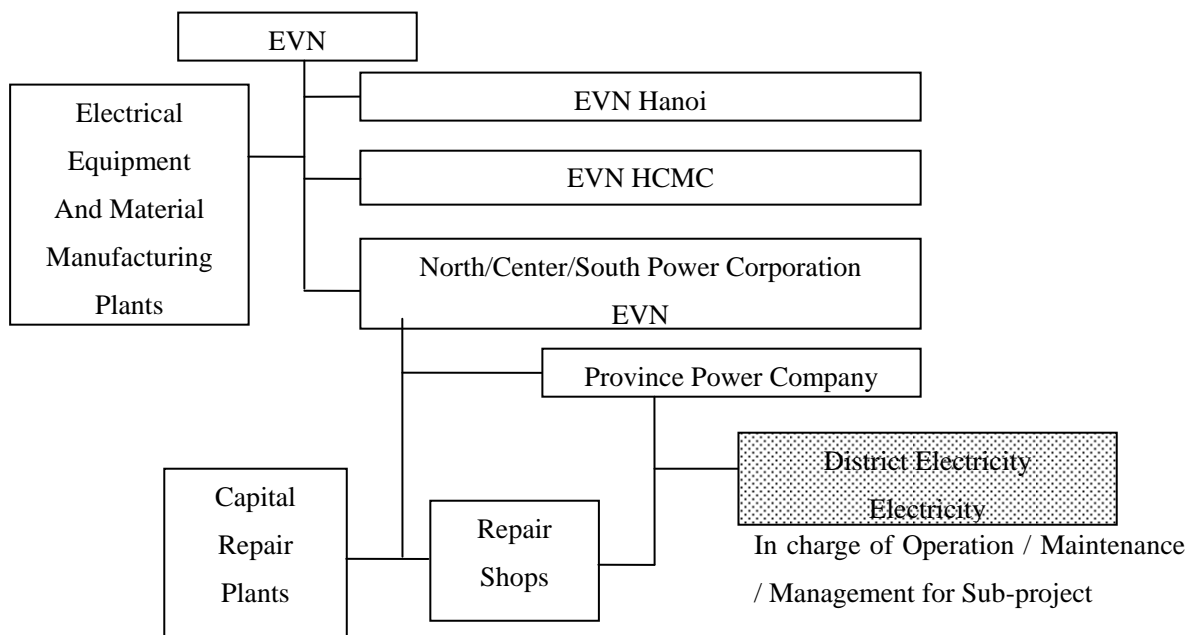 EVN
EVN Hanoi
Electrical
Equipment
And Material
Manufacturing
Plants
EVN HCMC
North/Center/South Power Corporation
EVN
Province Power Company
District Electricity
Electricity
Capital
Repair
Plants
Repair
Shops
In charge of Operation / Maintenance
/ Management for Sub-project